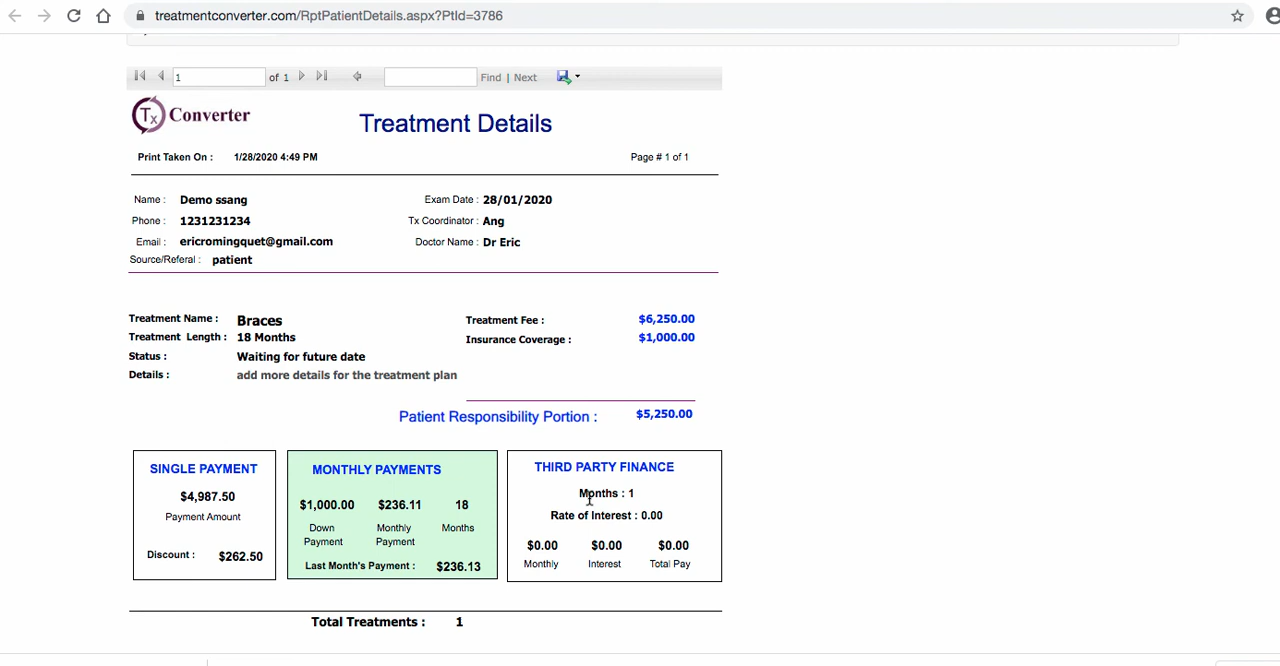 treatmentconverter.com/RptPatientDetails.aspx?PtId=3786
1 of 1 Find | Next
Tx Converter
Treatment Details
Print Taken On : 1/28/2020 4:49 PM Page # 1 of 1
Name : Demo ssang Exam Date : 28/01/2020
Phone : 1231231234 Tx Coordinator : Ang
Email : ericromingquet@gmail.com Doctor Name : Dr Eric
Source/Referal : patient
Treatment Name : Braces Treatment Fee : $6,250.00
Treatment Length : 18 Months Insurance Coverage : $1,000.00
Status : Waiting for future date
Details : add more details for the treatment plan
Patient Responsibility Portion : $5,250.00
SINGLE PAYMENT
$4,987.50
Payment Amount
Discount : $262.50
MONTHLY PAYMENTS
$1,000.00 $236.11 18
Down Monthly Months
Payment Payment
Last Month's Payment : $236.13
THIRD PARTY FINANCE
Months : 1
Rate of Interest : 0.00
$0.00 $0.00 $0.00
Monthly Interest Total Pay
Total Treatments : 1